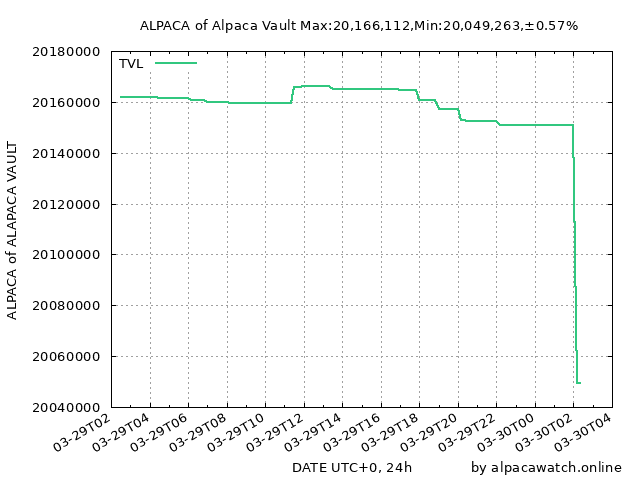 ALPACA of Alpaca Vault Max:20,166,112,Min:20,049,263,±0.57%
TVL
20180000
20160000
20140000
20120000
20100000
20080000
20060000
20040000
ALPACA of ALAPACA VAULT
03-29T02
03-29T04
03-29T06
03-29T08
03-29T10
03-29T12
03-29T14
03-29T16
03-29T18
03-29T20
03-29T22
03-30T00
03-30T02
03-30T04
DATE UTC+0, 24h
by alpacawatch.online